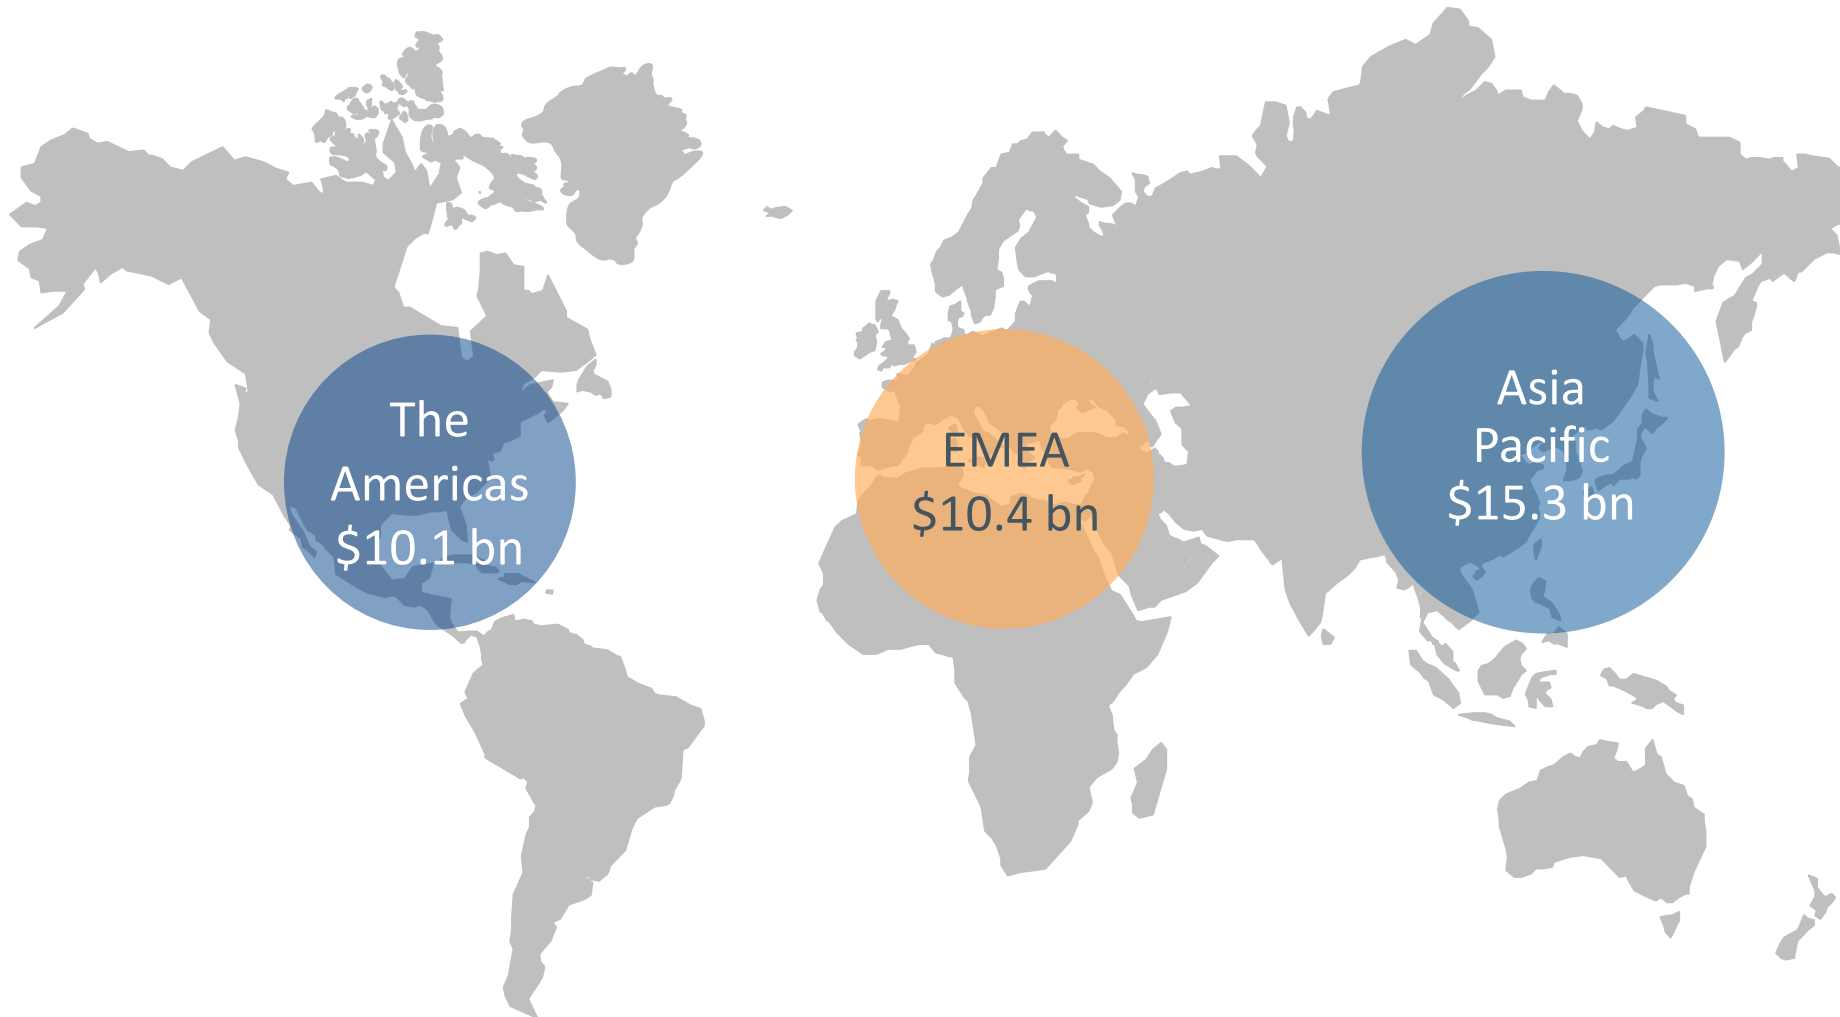 The
Americas
$10.1 bn
EMEA
$10.4 bn
Asia
Pacific
$15.3 bn